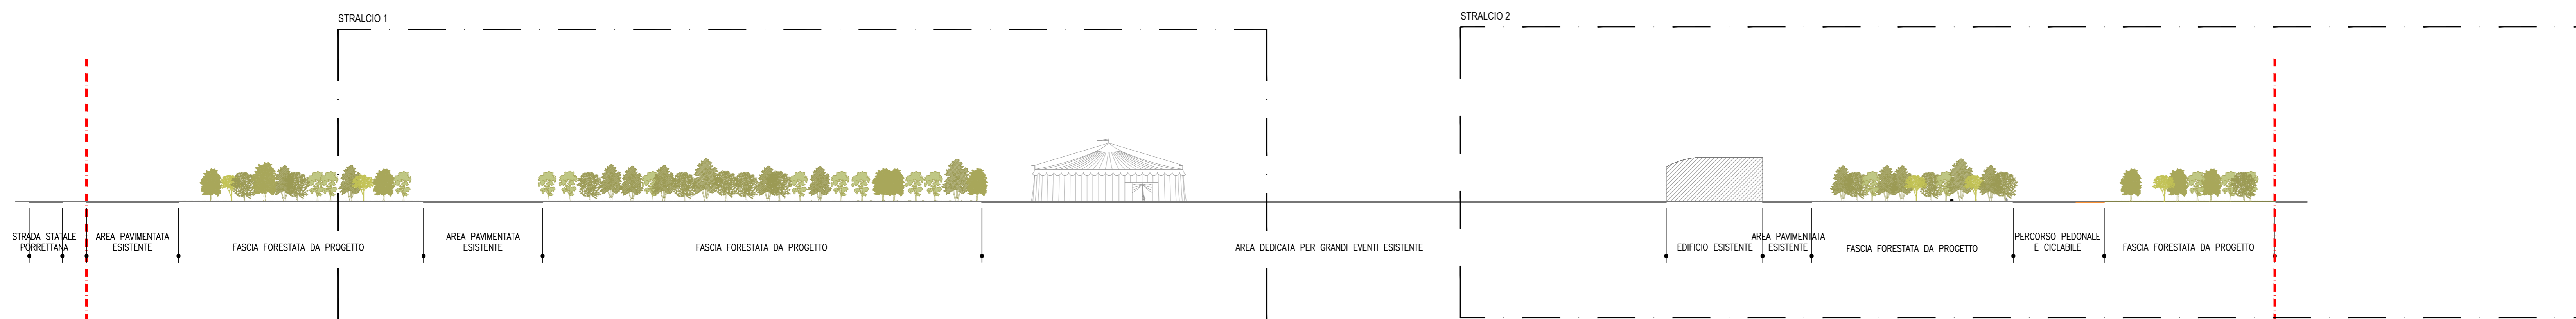 STRALCIO 1
STRALCIO 2
STRADA STATALE
PORRETTANA
AREA PAVIMENTATA
ESISTENTE
FASCIA FORESTATA DA PROGETTO
AREA PAVIMENTATA
ESISTENTE
FASCIA FORESTATA DA PROGETTO
AREA DEDICATA PER GRANDI EVENTI ESISTENTE
EDIFICIO ESISTENTE
AREA PAVIMENTATA
ESISTENTE
FASCIA FORESTATA DA PROGETTO
PERCORSO PEDONALE
E CICLABILE
FASCIA FORESTATA DA PROGETTO